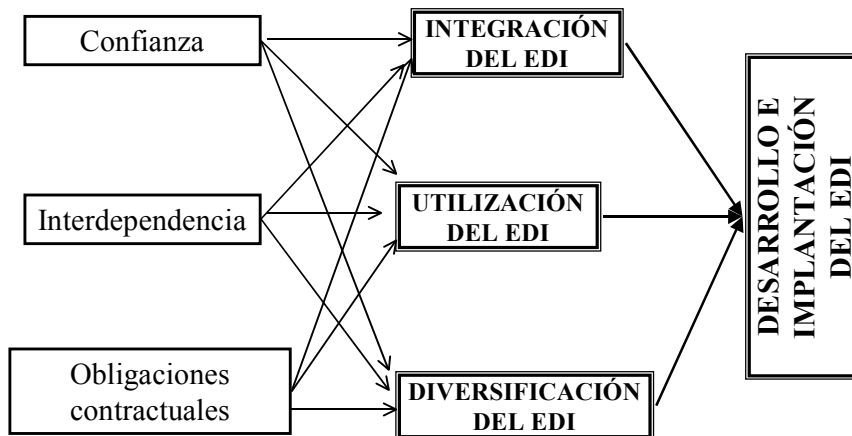 Confianza
INTEGRACIÓN
DEL EDI
Interdependencia
UTILIZACIÓN
DEL EDI
Obligaciones
contractuales
DIVERSIFICACIÓN
DEL EDI
DESARROLLO E
IMPLANTACIÓN
DEL EDI